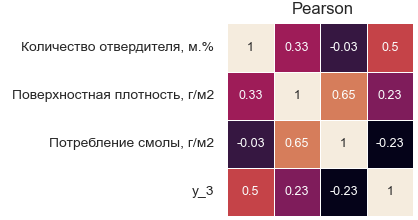 Pearson
Количество отвердителя, м.% 1 0.33 -0.03 0.5
Поверхностная плотность, г/м2 0.33 1 0.65 0.23
Потребление смолы, г/м2 -0.03 0.65 1 -0.23
y_3 0.5 0.23 -0.23 1